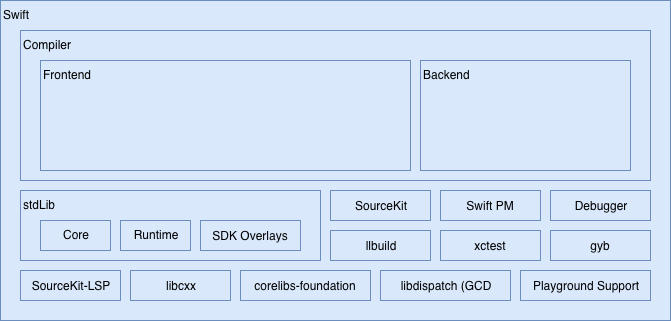 Swift
Compiler
Frontend
Backend
stdLib
Core
Runtime
SDK Overlays
SourceKit
Swift PM
Debugger
llbuild
xctest
gyb
SourceKit-LSP
libcxx
corelibs-foundation
libdispatch (GCD
Playground Support